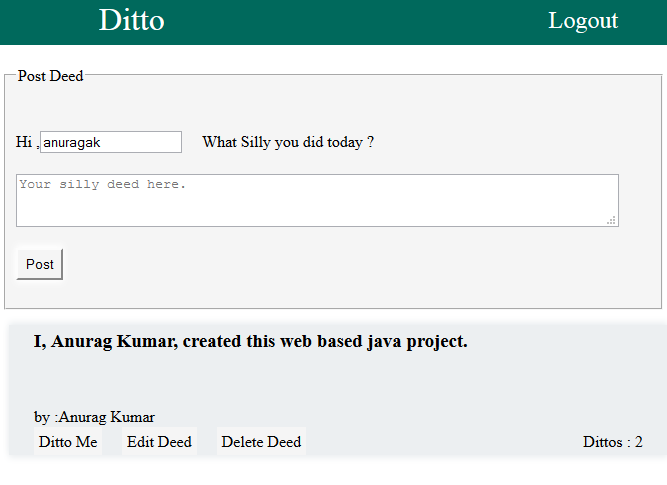 Ditto Logout
Post Deed
Hi , anuragak What Silly you did today ?
Your silly deed here.
Post
I, Anurag Kumar, created this web based java project.
by :Anurag Kumar
Ditto Me Edit Deed Delete Deed Dittos : 2